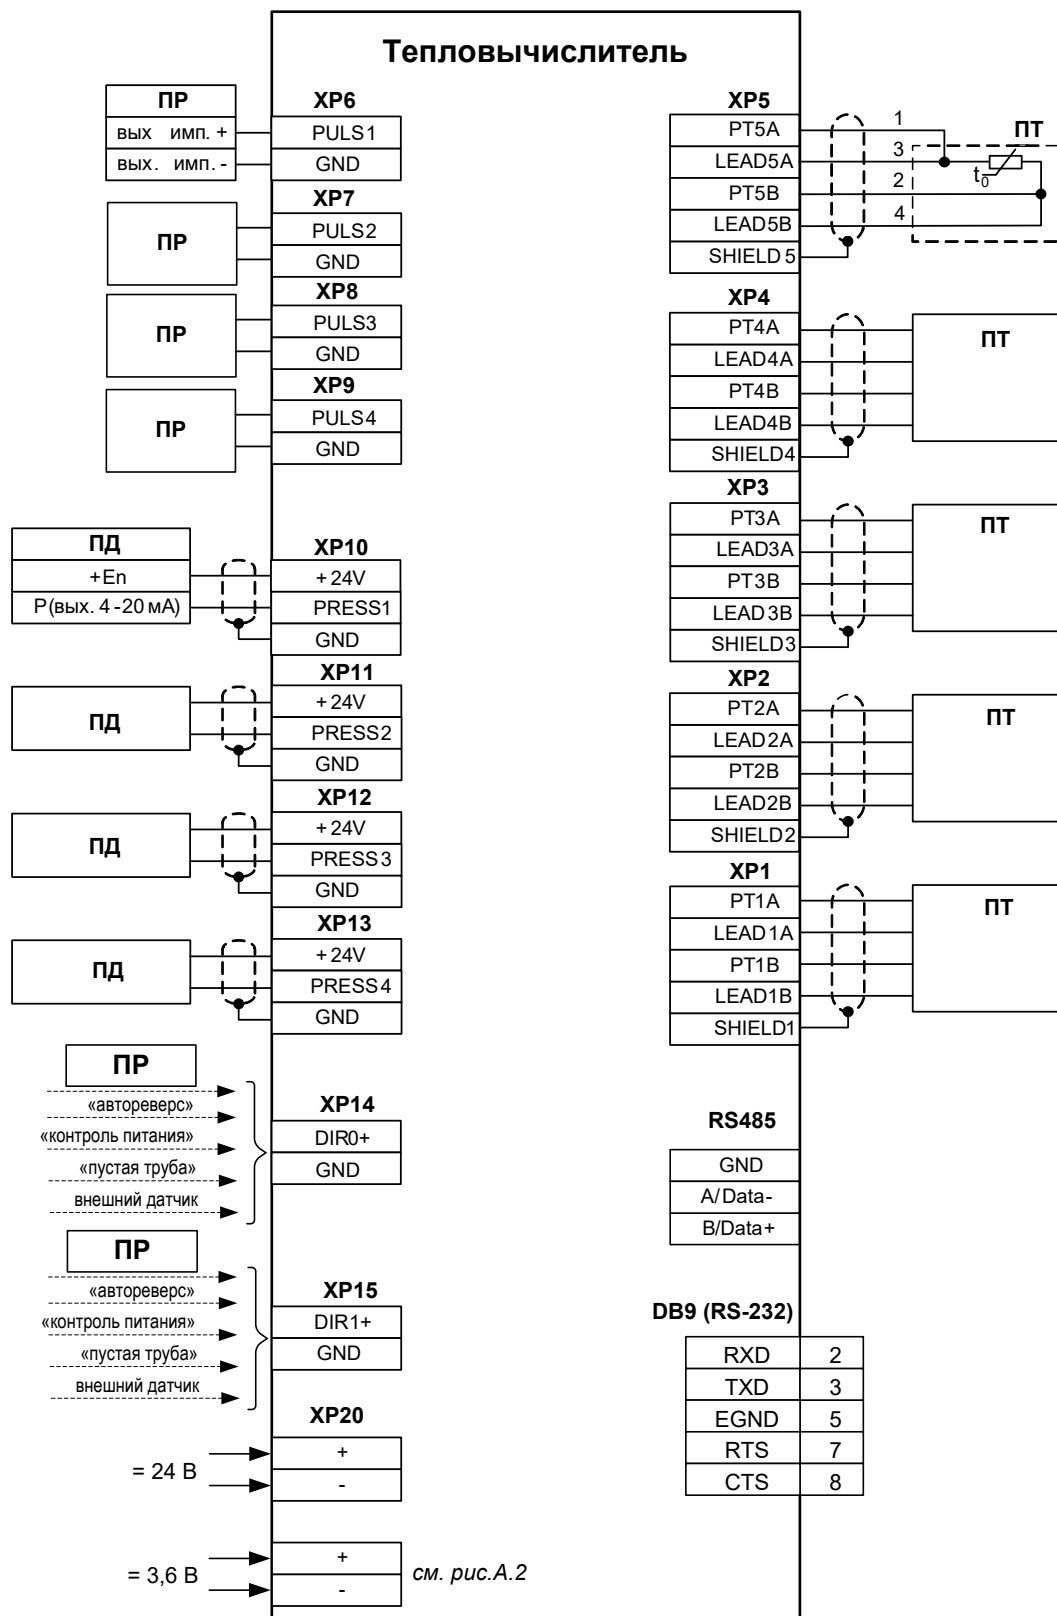 Тепловычислитель
ПР
вых имп. +
вых. имп. -
XP6
PULS1
GND
XP7
ПР
PULS2
GND
XP8
ПР
PULS3
GND
XP9
ПР
PULS4
GND
ПД
+En
P(вых. 4-20 мА)
XP10
+24V
PRESS1
GND
XP11
ПД
+24V
PRESS2
GND
XP12
ПД
+24V
PRESS3
GND
XP13
ПД
+24V
PRESS4
GND
ПР
«автореверс»
«контроль питания»
«пустая труба»
внешний датчик
XP14
DIR0+
GND
ПР
«автореверс»
«контроль питания»
«пустая труба»
внешний датчик
XP15
DIR1+
GND
XP20
= 24 В
+
-
= 3,6 В
+
-
см. рис.А.2
XP5
PT5A
LEAD5A
PT5B
LEAD5B
SHIELD 5
1
3
2
4
ПТ
t0
XP4
PT4A
LEAD4A
PT4B
LEAD4B
SHIELD4
ПТ
XP3
PT3A
LEAD3A
PT3B
LEAD3B
SHIELD3
ПТ
XP2
PT2A
LEAD2A
PT2B
LEAD2B
SHIELD2
ПТ
XP1
PT1A
LEAD1A
PT1B
LEAD1B
SHIELD1
ПТ
RS485
GND
A/Data-
B/Data+
DB9 (RS-232)
RXD 2
TXD 3
EGND 5
RTS 7
CTS 8